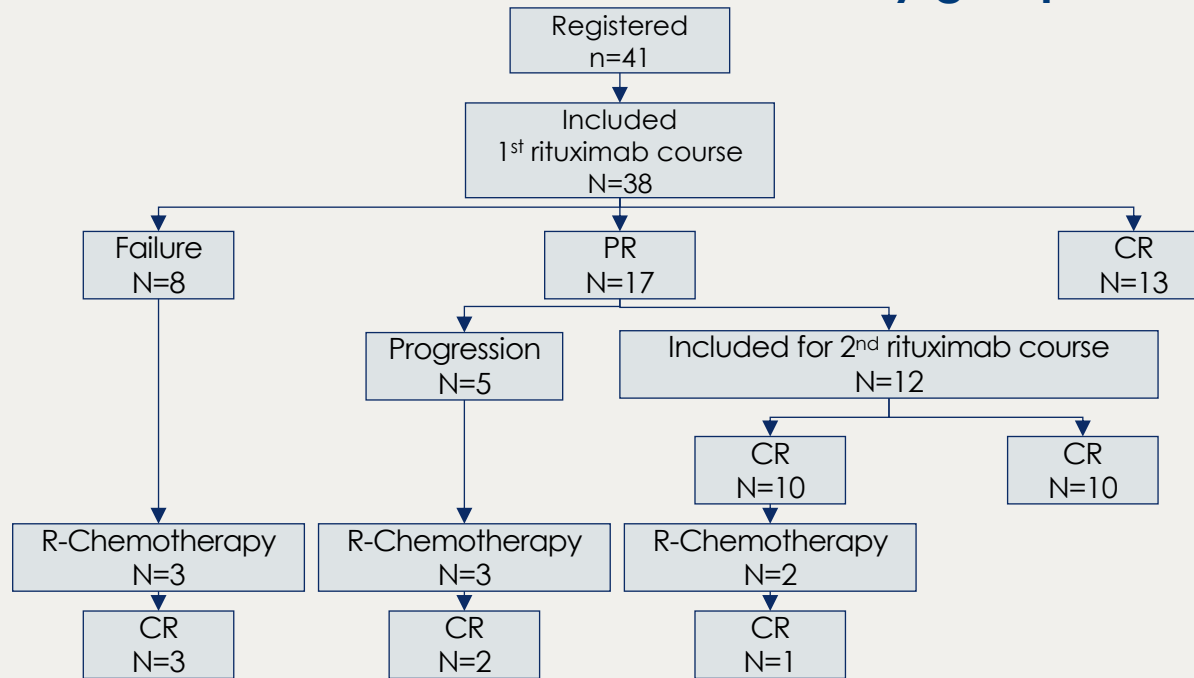 Registered
n=41
Included
1st rituximab course
N=38
Failure
N=8
PR
N=17
CR
N=13
Progression
N=5
Included for 2nd rituximab course
N=12
CR
N=10
CR
N=10
R-Chemotherapy
N=3
R-Chemotherapy
N=3
R-Chemotherapy
N=2
CR
N=3
CR
N=2
CR
N=1